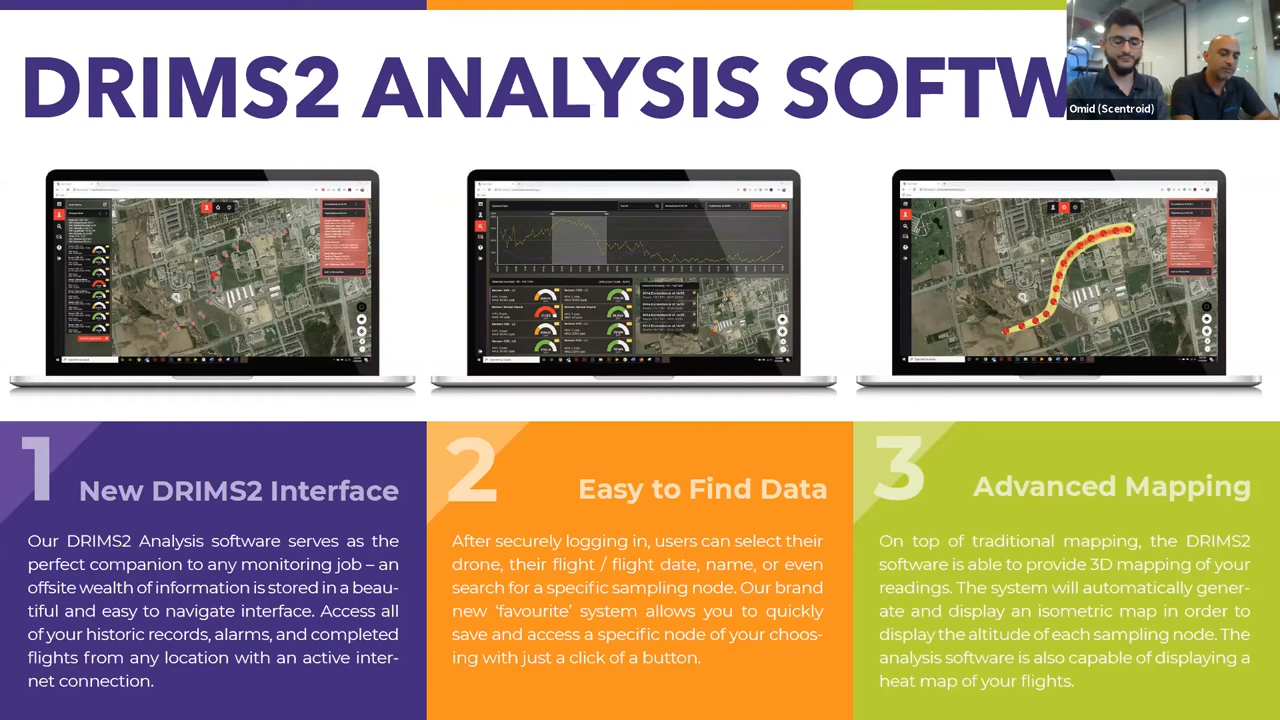 DRIMS2 ANALYSIS SOFTW
Omid (Scentroid)
1
New DRIMS2 Interface
Our DRIMS2 Analysis software serves as the
perfect companion to any monitoring job – an
offsite wealth of information is stored in a beau-
tiful and easy to navigate interface. Access all
of your historic records, alarms, and completed
flights from any location with an active inter-
net connection.
2
Easy to Find Data
After securely logging in, users can select their
drone, their flight / flight date, name, or even
search for a specific sampling node. Our brand
new ‘favourite’ system allows you to quickly
save and access a specific node of your choos-
ing with just a click of a button.
3
Advanced Mapping
On top of traditional mapping, the DRIMS2
software is able to provide 3D mapping of your
readings. The system will automatically gener-
ate and display an isometric map in order to
display the altitude of each sampling node. The
analysis software is also capable of displaying a
heat map of your flights.